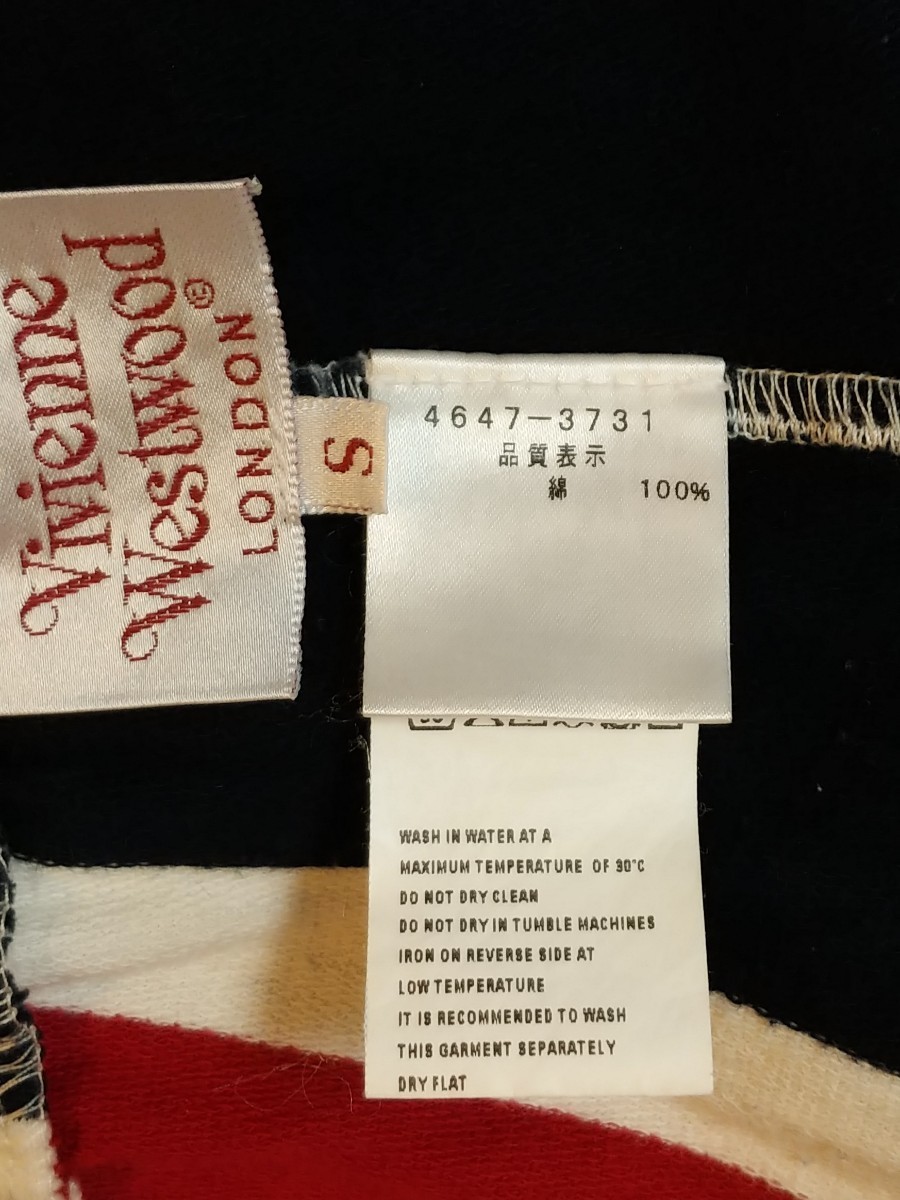 Vivienne
Westwood®
LONDON
S
4647-3731
品質表示
綿 100%
WASH IN WATER AT A
MAXIMUM TEMPERATURE OF 30°C
DO NOT DRY CLEAN
DO NOT DRY IN TUMBLE MACHINES
IRON ON REVERSE SIDE AT
LOW TEMPERATURE
IT IS RECOMMENDED TO WASH
THIS GARMENT SEPARATELY
DRY FLAT